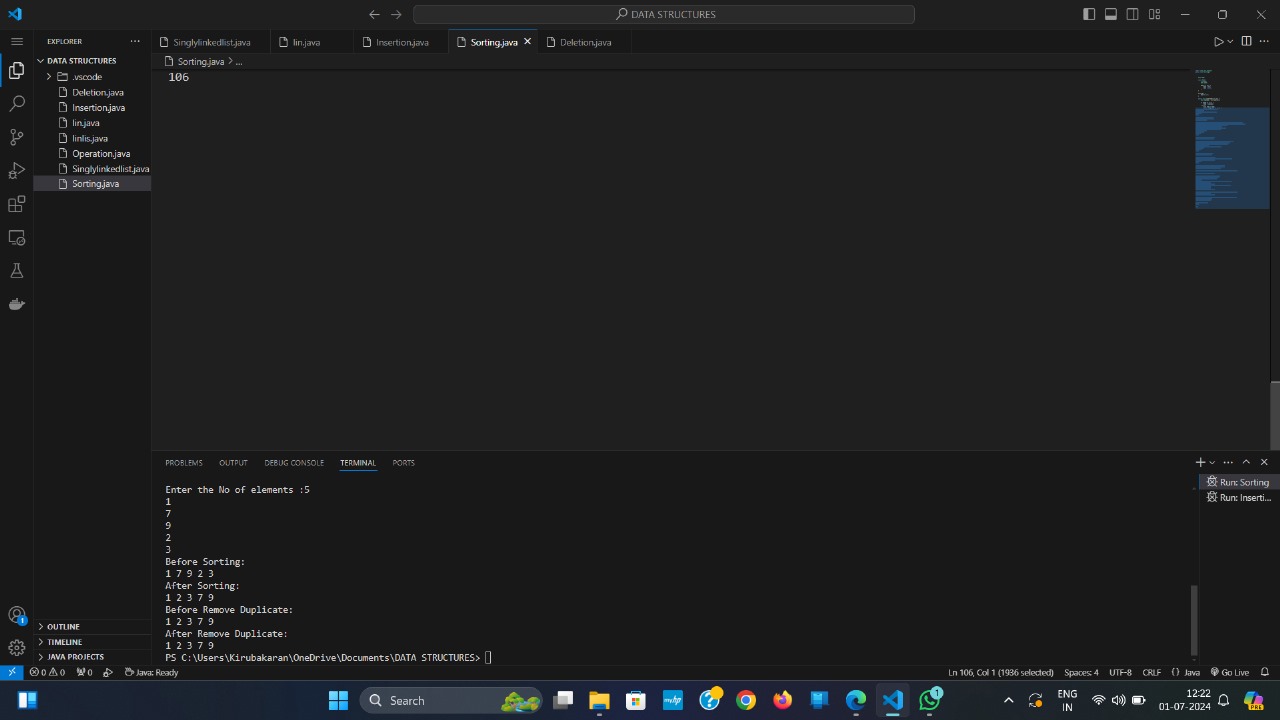 DATA STRUCTURES
EXPLORER
Singlylinkedlist.java
lin.java
Insertion.java
Sorting.java
Deletion.java
DATA STRUCTURES
.vscode
Deletion.java
Insertion.java
lin.java
linlis.java
Operation.java
Singlylinkedlist.java
Sorting.java
Sorting.java > ...
106
PROBLEMS OUTPUT DEBUG CONSOLE TERMINAL PORTS
Enter the No of elements :5
1
7
9
2
3
Before Sorting:
1 7 9 2 3
After Sorting:
1 2 3 7 9
Before Remove Duplicate:
1 2 3 7 9
After Remove Duplicate:
1 2 3 7 9
PS C:\Users\Kirubakaran\OneDrive\Documents\DATA STRUCTURES>
Run: Sorting
Run: Inserti...
OUTLINE
TIMELINE
JAVA PROJECTS
0 0 0 Java: Ready Ln 106, Col 1 (1936 selected) Spaces: 4 UTF-8 CRLF {} Java Go Live
Search
ENG
IN
12:22
01-07-2024